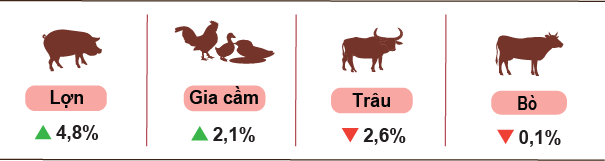 Lợn
Gia cầm
Trâu
Bò
4,8%
2,1%
2,6%
0,1%